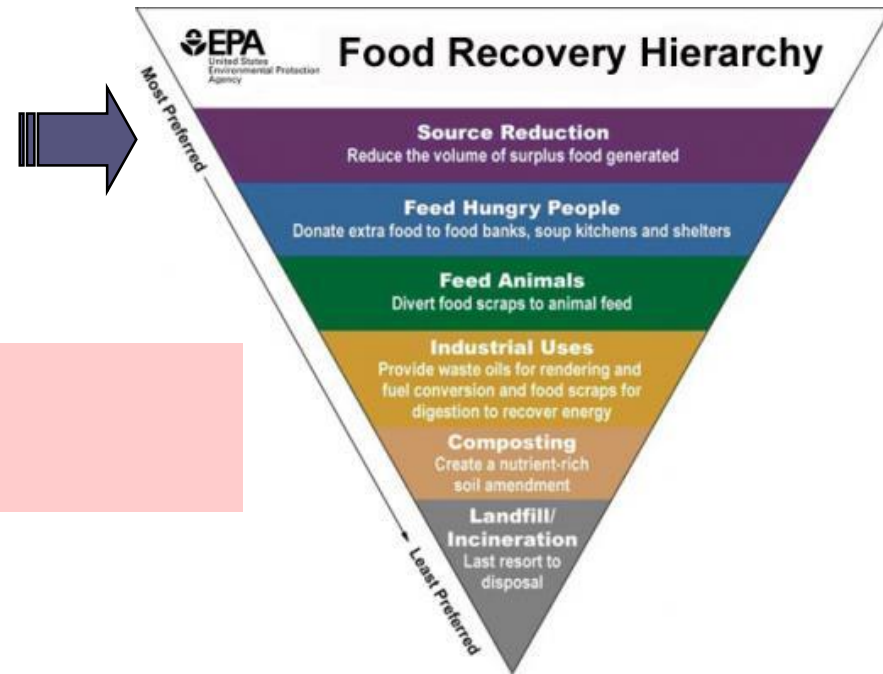 EPA
United States
Environmental Protection
Agency
Food Recovery Hierarchy
Most Preferred
Source Reduction
Reduce the volume of surplus food generated
Feed Hungry People
Donate extra food to food banks, soup kitchens and shelters
Feed Animals
Divert food scraps to animal feed
Industrial Uses
Provide waste oils for rendering and
fuel conversion and food scraps for
digestion to recover energy
Composting
Create a nutrient-rich
soil amendment
Landfill/
Incineration
Last resort to
disposal
Least Preferred